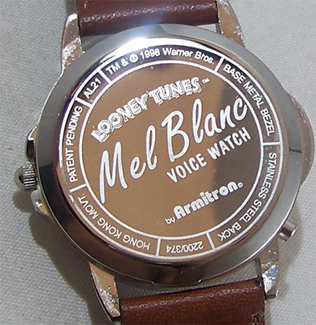 LOONEY TUNES™
Mel Blanc
VOICE WATCH
by Armitron®
AL21
TM & © 1998 Warner Bros.
BASE METAL BEZEL
STAINLESS STEEL BACK
2200/374
HONG KONG MOVT
PATENT PENDING